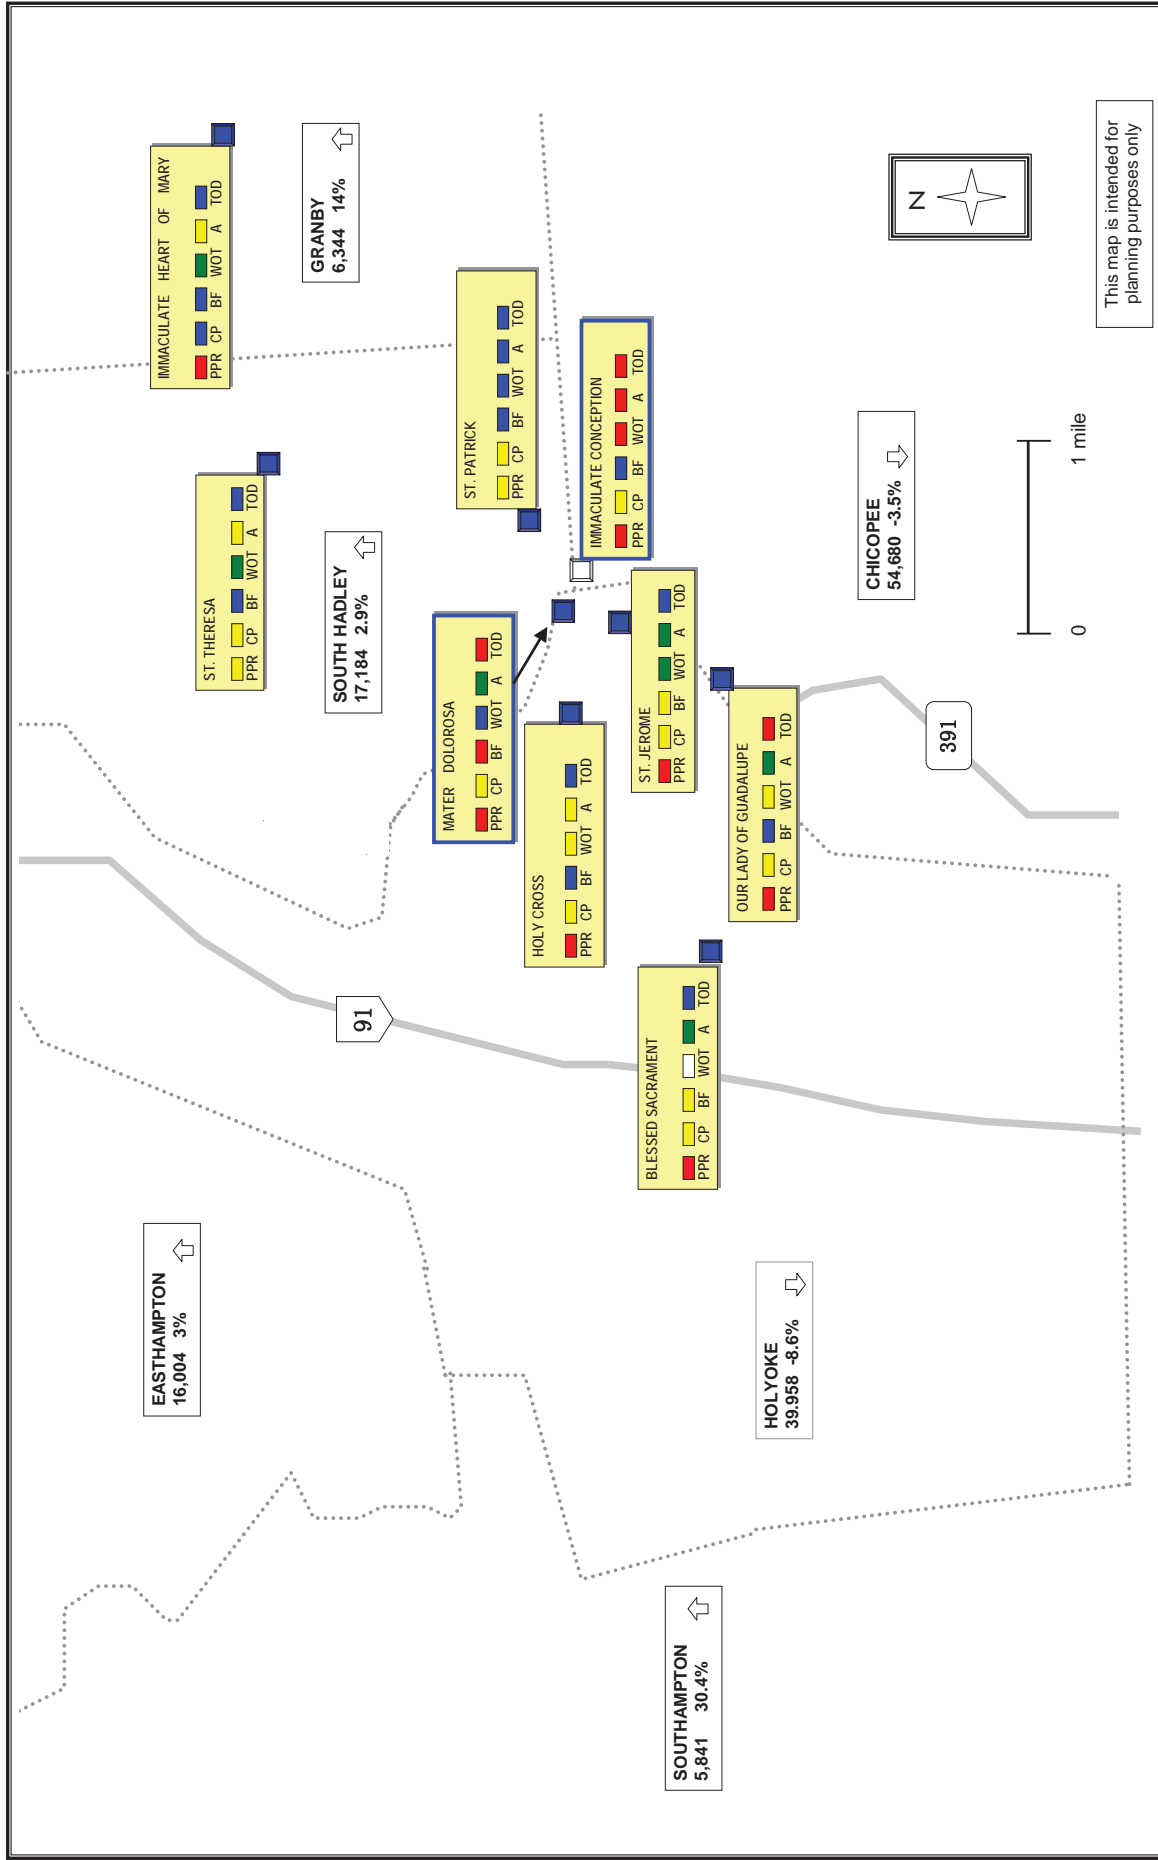 IMMACULATE HEART OF MARY
PPR CP BF WOT A TOD
GRANBY
6,344 14%
ST. THERESA
PPR CP BF WOT A TOD
SOUTH HADLEY
17,184 2.9%
EASTHAMPTON
16,004 3%
91
ST. PATRICK
PPR CP BF WOT A TOD
MATER DOLOROSA
PPR CP BF WOT A TOD
HOLY CROSS
PPR CP BF WOT A TOD
IMMACULATE CONCEPTION
PPR CP BF WOT A TOD
ST. JEROME
PPR CP BF WOT A TOD
BLESSED SACRAMENT
PPR CP BF WOT A TOD
OUR LADY OF GUADALUPE
PPR CP BF WOT A TOD
SOUTHAMPTON
5,841 30.4%
HOLYOKE
39.958 -8.6%
CHICOPEE
54,680 -3.5%
391
N
0 1 mile
This map is intended for
planning purposes only